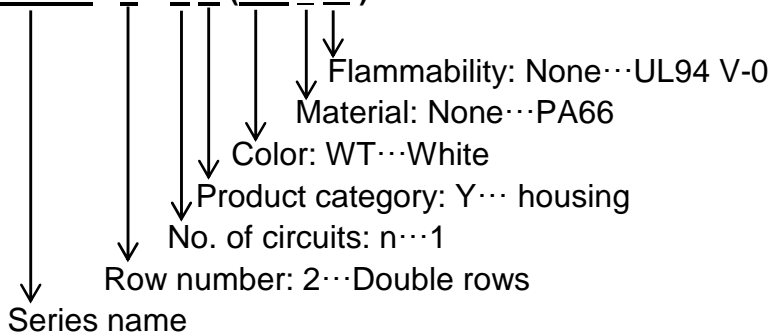 Flammability: None···UL94 V-0
Material: None···PA66
Color: WT···White
Product category: Y··· housing
No. of circuits: n···1
Row number: 2···Double rows
Series name